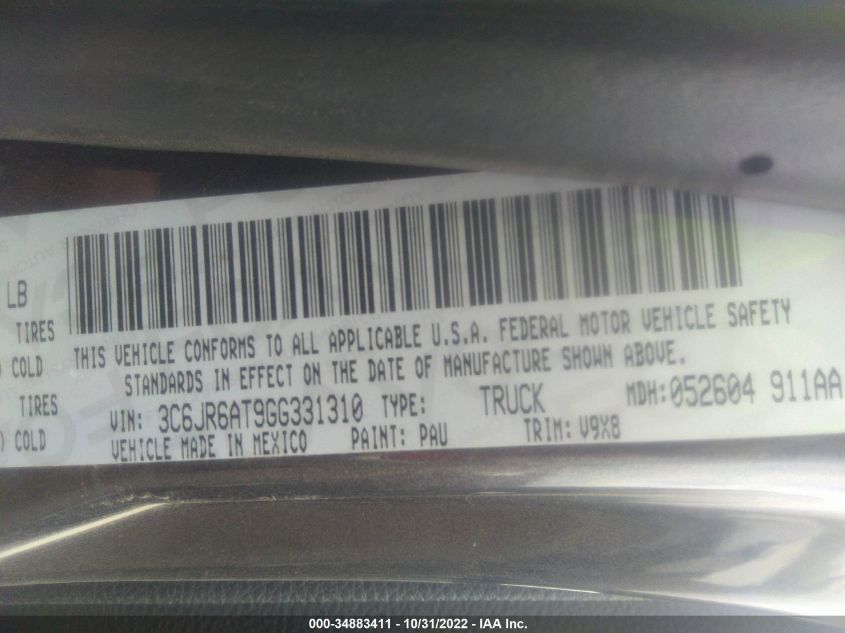 LB
TIRES
) COLD
TIRES
) COLD
THIS VEHICLE CONFORMS TO ALL APPLICABLE U.S.A. FEDERAL MOTOR VEHICLE SAFETY
STANDARDS IN EFFECT ON THE DATE OF MANUFACTURE SHOWN ABOVE.
VIN: 3C6JR6AT9GG331310 TYPE: TRUCK MDH:052604 911AA
VEHICLE MADE IN MEXICO PAINT: PAU TRIM: V9X8
000-34883411 - 10/31/2022 - IAA Inc.